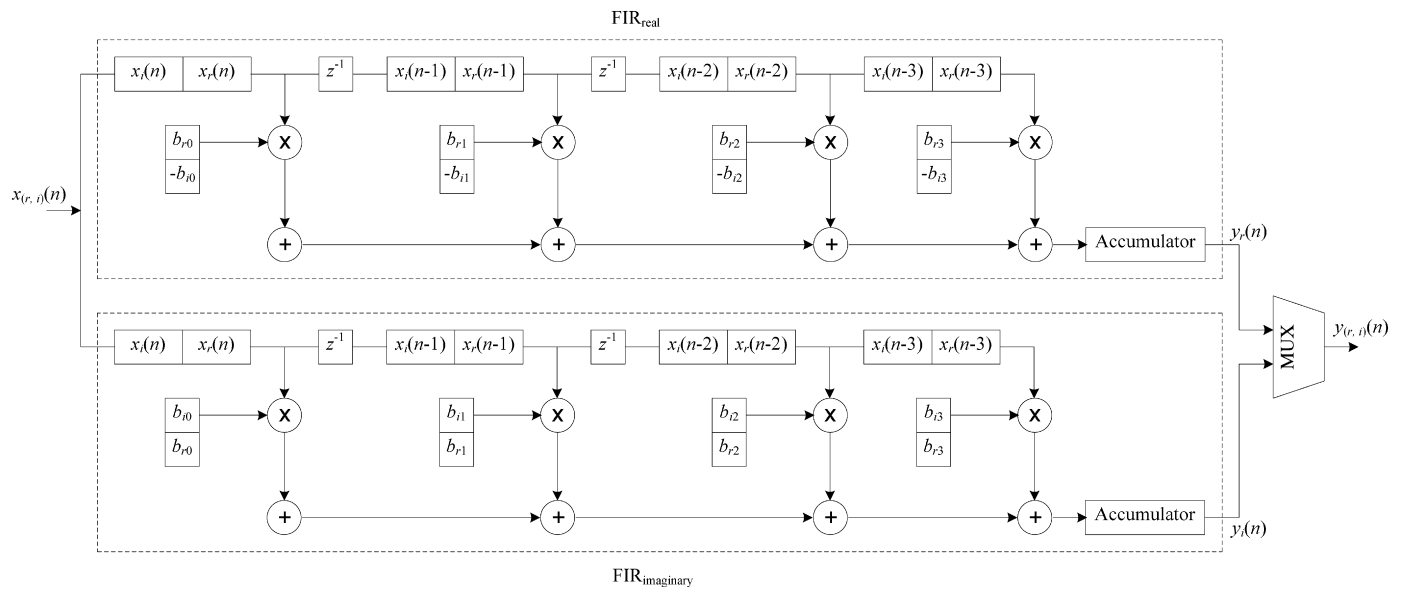 FIRreal
xi(n) xr(n) z-1 xi(n-1) xr(n-1) z-1 xi(n-2) xr(n-2) xi(n-3) xr(n-3)
br0 x br1 x br2 x br3 x
-bi0 -bi1 -bi2 -bi3
x(r, i)(n)
+ + + + Accumulator yr(n)
xi(n) xr(n) z-1 xi(n-1) xr(n-1) z-1 xi(n-2) xr(n-2) xi(n-3) xr(n-3)
MUX y(r, i)(n)
bi0 x bi1 x bi2 x bi3 x
br0 br1 br2 br3
+ + + + Accumulator yi(n)
FIRimaginary